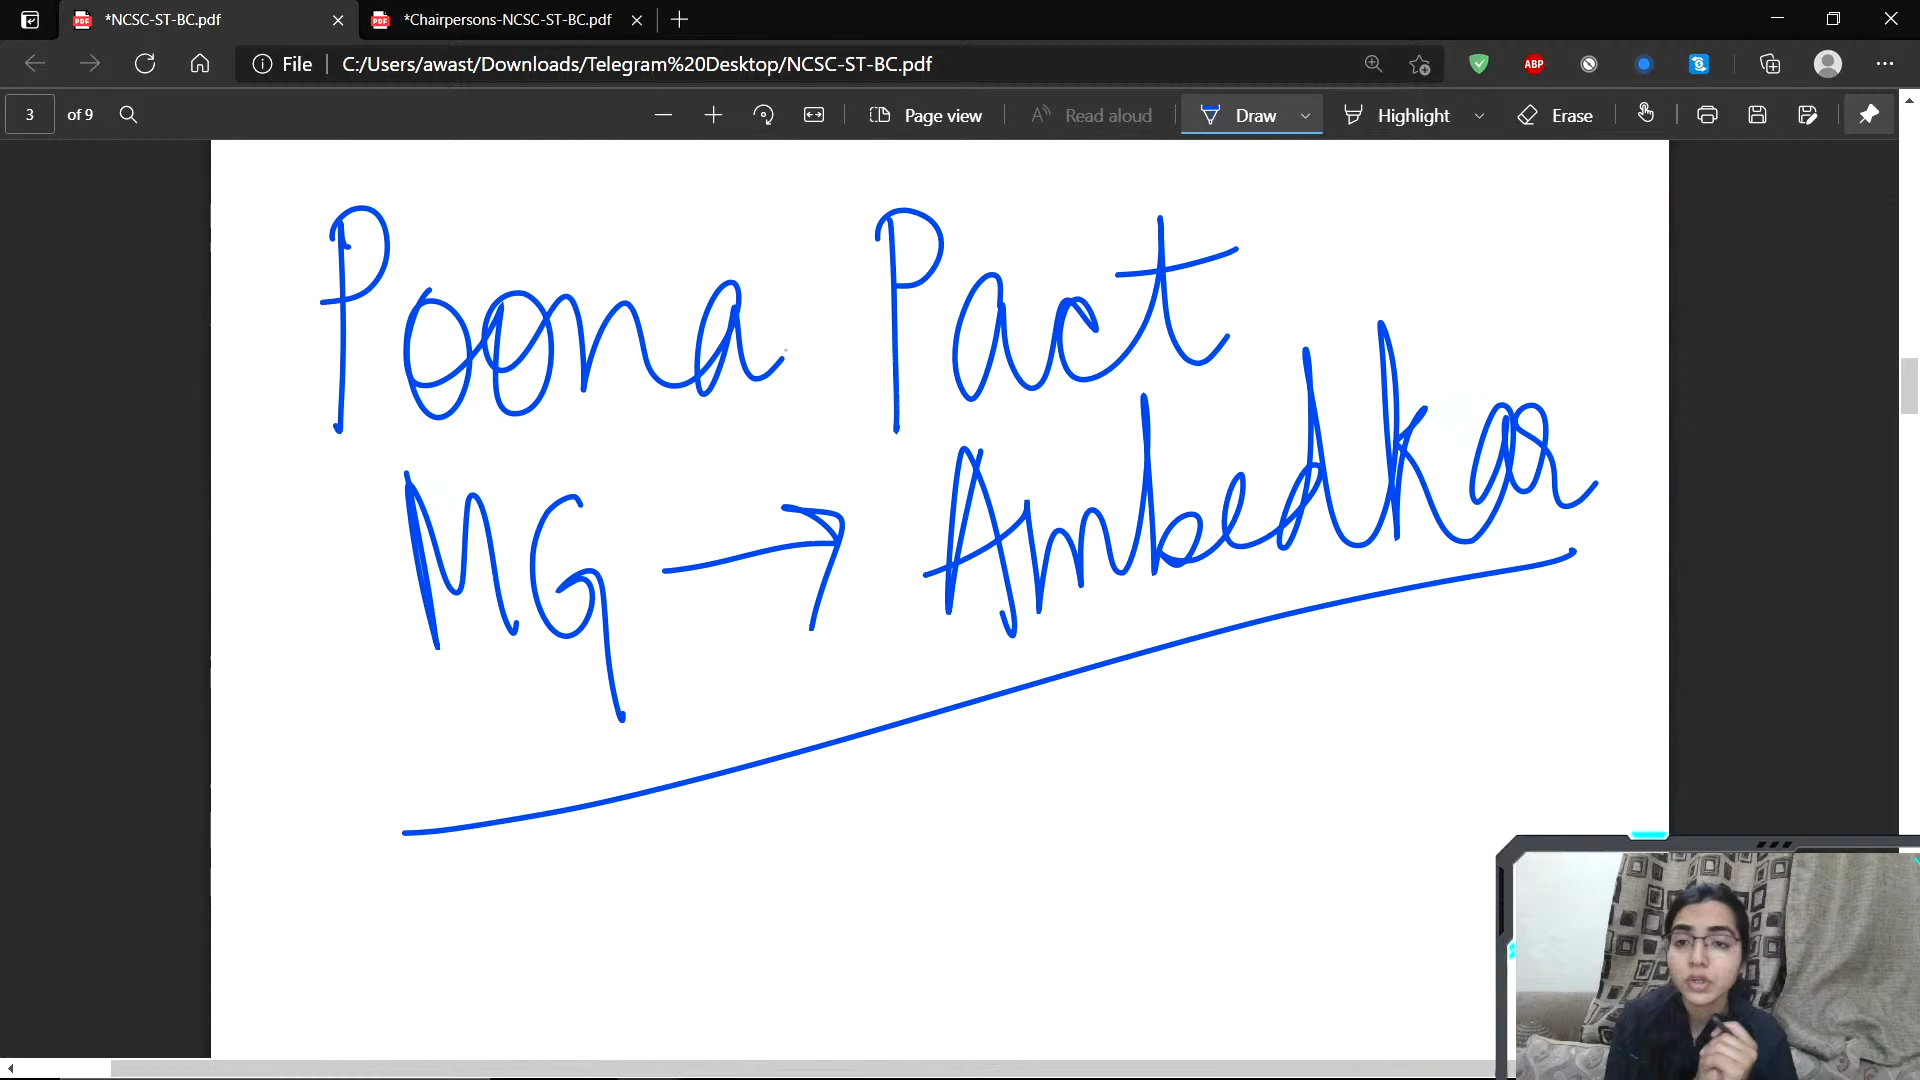 *NCSC-ST-BC.pdf
*Chairpersons-NCSC-ST-BC.pdf
File
C:/Users/awast/Downloads/Telegram%20Desktop/NCSC-ST-BC.pdf
ABP
3 of 9
Page view
Read aloud
Draw
Highlight
Erase
Poona Pact
MG → Ambedkar